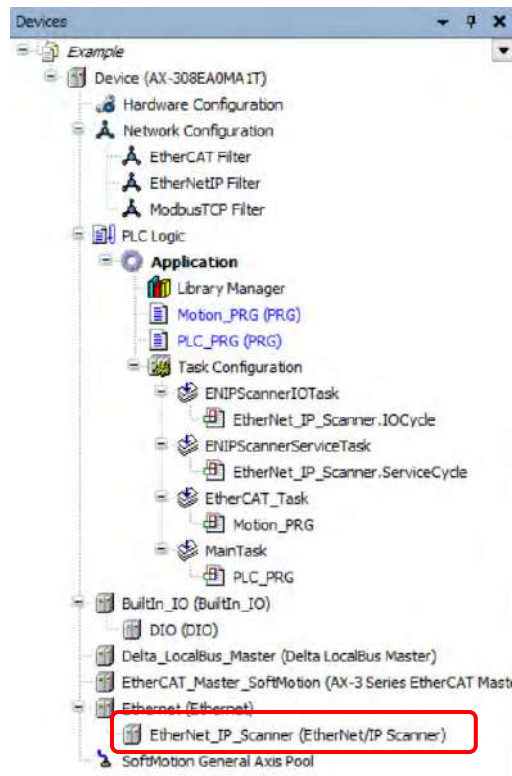 Devices
Example
Device (AX-308EA0MA1T)
Hardware Configuration
Network Configuration
EtherCAT Filter
EtherNetIP Filter
ModbusTCP Filter
PLC Logic
Application
Library Manager
Motion_PRG (PRG)
PLC_PRG (PRG)
Task Configuration
ENIPScannerIOTask
EtherNet_IP_Scanner.IOCycle
ENIPScannerServiceTask
EtherNet_IP_Scanner.ServiceCycle
EtherCAT_Task
Motion_PRG
MainTask
PLC_PRG
BuiltIn_IO (BuiltIn_IO)
DIO (DIO)
Delta_LocalBus_Master (Delta LocalBus Master)
EtherCAT_Master_SoftMotion (AX-3 Series EtherCAT Maste
Ethernet (Ethernet)
EtherNet_IP_Scanner (EtherNet/IP Scanner)
SoftMotion General Axis Pool